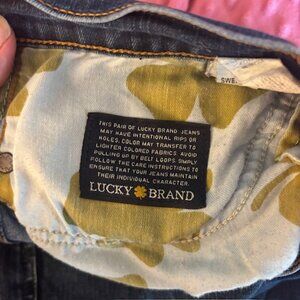 THIS PAIR OF LUCKY BRAND JEANS
MAY HAVE INTENTIONAL RIPS OR
HOLES, COLOR MAY TRANSFER TO
LIGHTER COLORED FABRICS. AVOID
PULLING UP BY BELT LOOPS. SIMPLY
FOLLOW THE CARE INSTRUCTIONS TO
ENSURE THAT YOUR JEANS MAINTAIN
THEIR INDIVIDUAL CHARACTER.
LUCKY BRAND
SWE